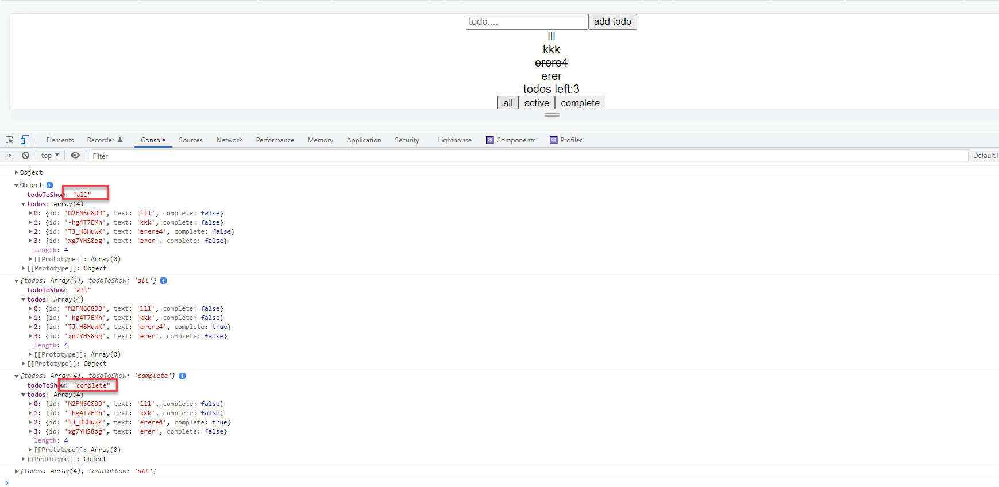 todo....
add todo
lll
kkk
erere4
erer
todos left:3
all active complete
Elements Recorder Console Sources Network Performance Memory Application Security Lighthouse Components Profiler
top ▼ Filter Default l
Object
Object i
todoToShow: "all"
todos: Array(4)
0: {id: 'M2FN6C8DD', text: 'lll', complete: false}
1: {id: '-hg4T7EMh', text: 'kkk', complete: false}
2: {id: 'TJ_H8HuWK', text: 'erere4', complete: false}
3: {id: 'xg7YHS8og', text: 'erer', complete: false}
length: 4
[[Prototype]]: Array(0)
[[Prototype]]: Object
{todos: Array(4), todoToShow: 'all'} i
todoToShow: "all"
todos: Array(4)
0: {id: 'M2FN6C8DD', text: 'lll', complete: false}
1: {id: '-hg4T7EMh', text: 'kkk', complete: false}
2: {id: 'TJ_H8HuWK', text: 'erere4', complete: true}
3: {id: 'xg7YHS8og', text: 'erer', complete: false}
length: 4
[[Prototype]]: Array(0)
[[Prototype]]: Object
{todos: Array(4), todoToShow: 'complete'} i
todoToShow: "complete"
todos: Array(4)
0: {id: 'M2FN6C8DD', text: 'lll', complete: false}
1: {id: '-hg4T7EMh', text: 'kkk', complete: false}
2: {id: 'TJ_H8HuWK', text: 'erere4', complete: true}
3: {id: 'xg7YHS8og', text: 'erer', complete: false}
length: 4
[[Prototype]]: Array(0)
[[Prototype]]: Object
{todos: Array(4), todoToShow: 'all'}